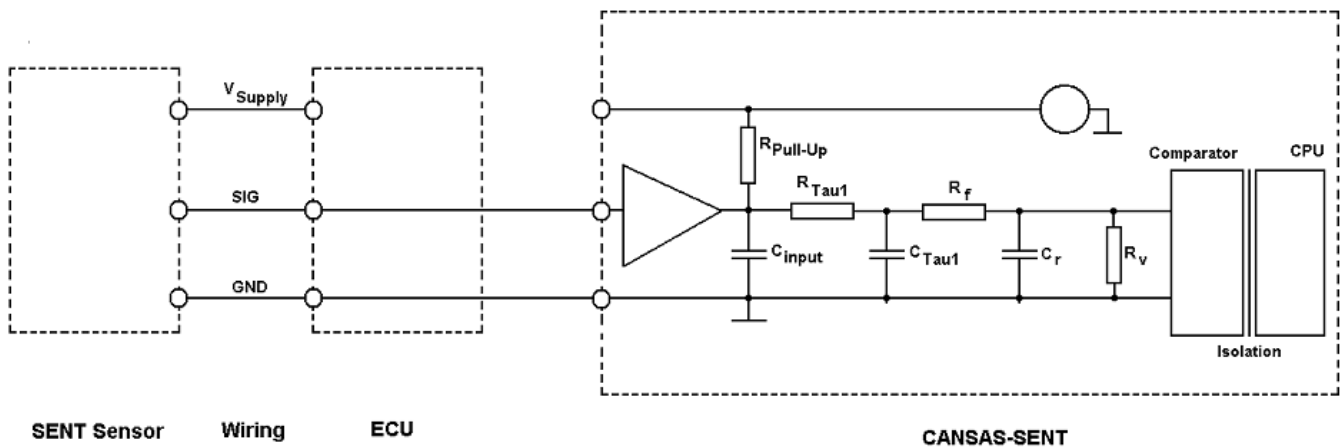 V Supply
SIG
GND
R Pull-Up
R Tau1
R f
C input
C Tau1
C r
R v
Comparator
CPU
Isolation
SENT Sensor
Wiring
ECU
CANSAS-SENT